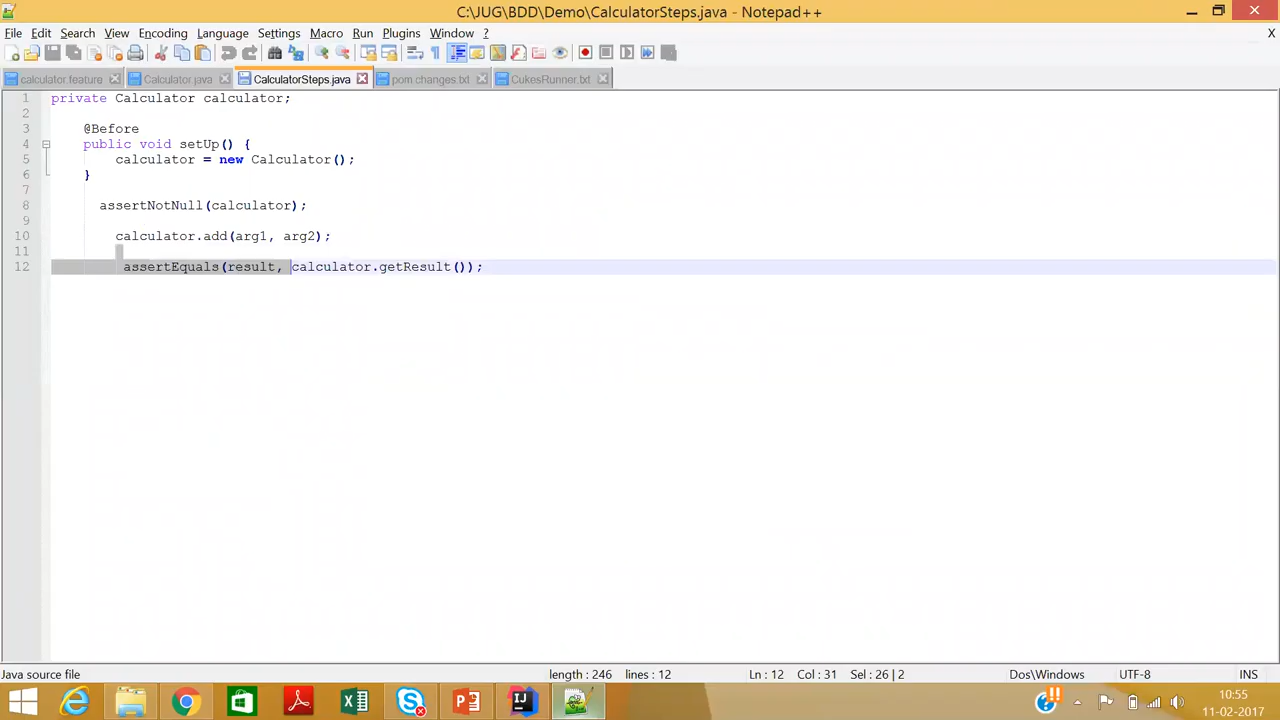 C:\JUG\BDD\Demo\CalculatorSteps.java - Notepad++
File Edit Search View Encoding Language Settings Macro Run Plugins Window ? X
calculator.feature Calculator.java CalculatorSteps.java pom changes.txt CukesRunner.txt
1 private Calculator calculator;
2
3 @Before
4 public void setUp() {
5 calculator = new Calculator();
6 }
7
8 assertNotNull(calculator);
9
10 calculator.add(arg1, arg2);
11
12 assertEquals(result, calculator.getResult());
Java source file length : 246 lines : 12 Ln : 12 Col : 31 Sel : 26 | 2 Dos\Windows UTF-8 INS
10:55
11-02-2017